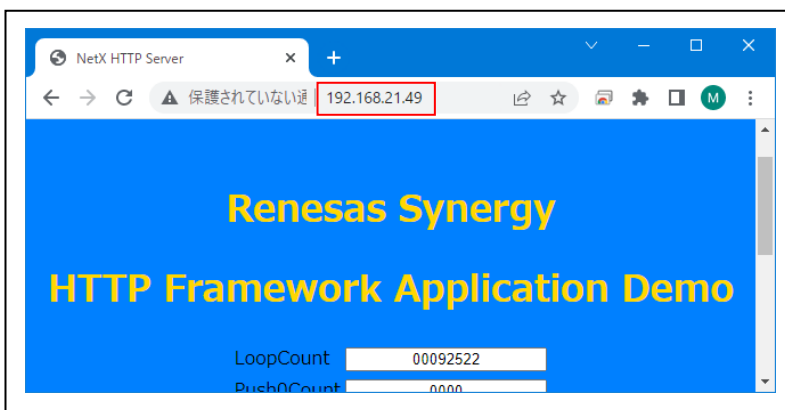 NetX HTTP Server
保護されていない通 192.168.21.49
M
Renesas Synergy
HTTP Framework Application Demo
LoopCount 00092522
Push0Count 0000